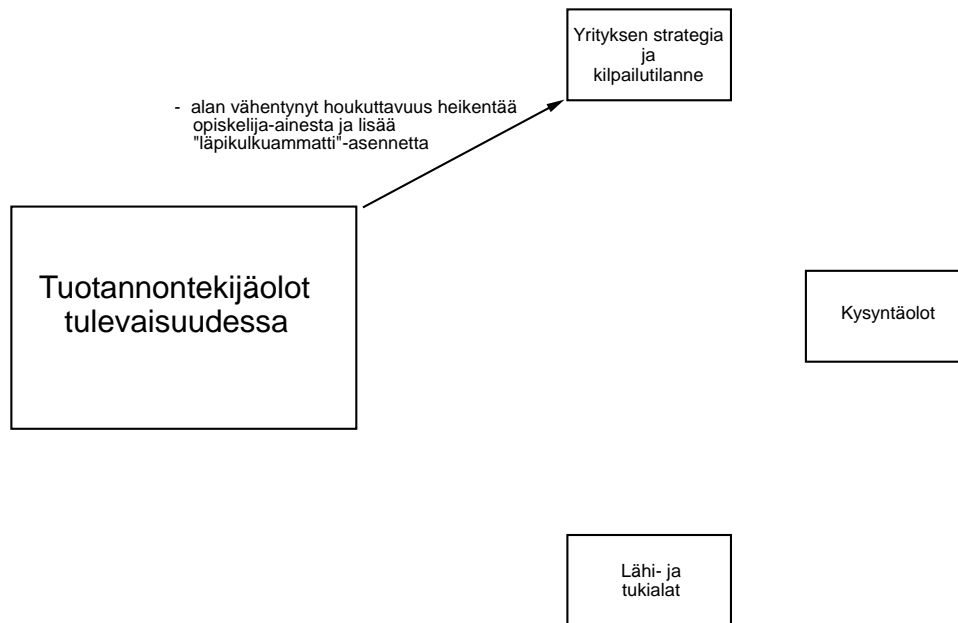 Yrityksen strategia
ja
kilpailutilanne
- alan vähentynyt houkuttavuus heikentää
opiskelija-ainesta ja lisää
"läpikulkuammatti"-asennetta
Tuotannontekijäolot
tulevaisuudessa
Kysyntäolot
Lähi- ja
tukialat